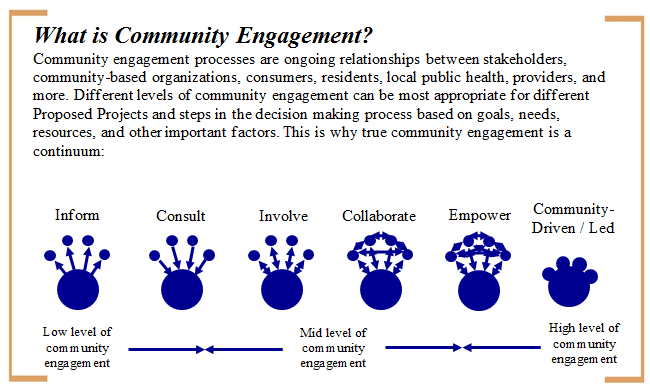 What is Community Engagement?
Community engagement processes are ongoing relationships between stakeholders,
community-based organizations, consumers, residents, local public health, providers, and
more. Different levels of community engagement can be most appropriate for different
Proposed Projects and steps in the decision making process based on goals, needs,
resources, and other important factors. This is why true community engagement is a
continuum:
Inform
Consult
Involve
Collaborate
Empower
Community-
Driven / Led
Low level of
community
engagement
Mid level of
community
engagement
High level of
community
engagement